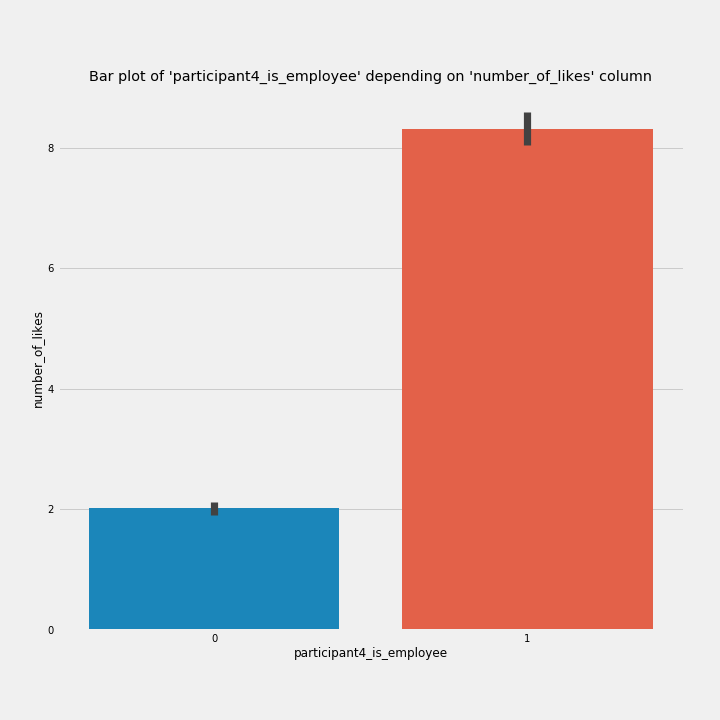 Bar plot of 'participant4_is_employee' depending on 'number_of_likes' column
8
6
4
2
0
number_of_likes
0 1
participant4_is_employee